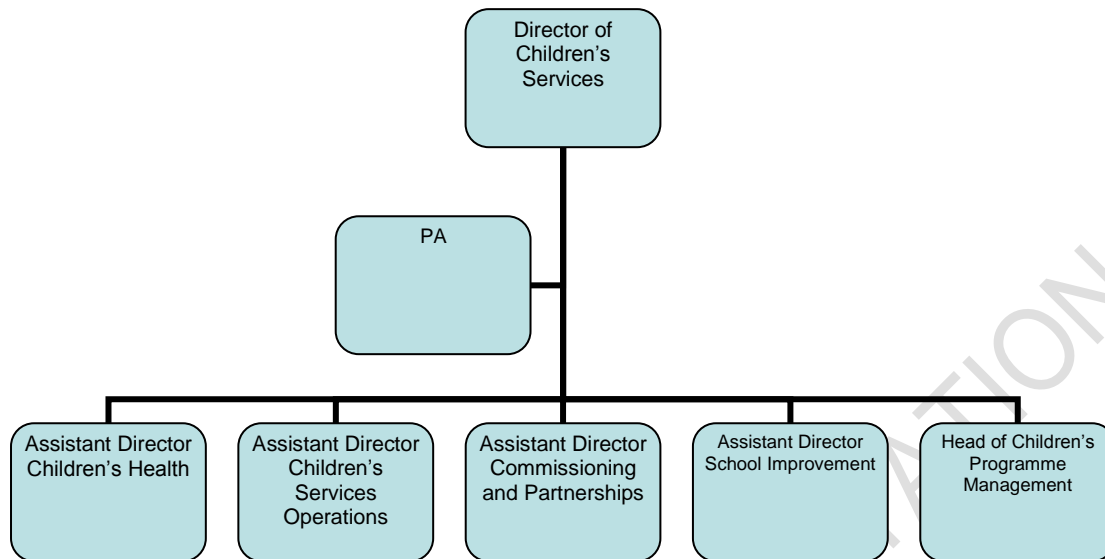 Director of
Children’s
Services
PA
Assistant Director
Children’s Health
Assistant Director
Children’s
Services
Operations
Assistant Director
Commissioning
and Partnerships
Assistant Director
School Improvement
Head of Children’s
Programme
Management